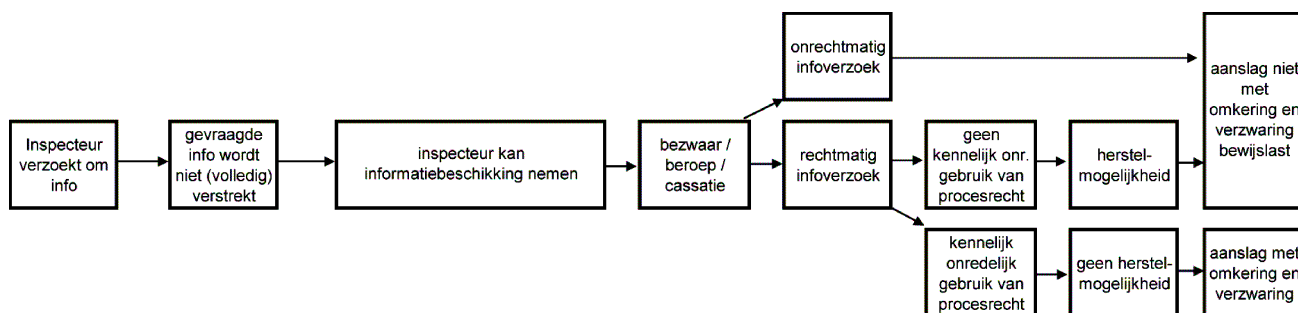 Inspecteur
verzoekt om
info
gevraagde
info wordt
niet (volledig)
verstrekt
inspecteur kan
informatiebeschikking nemen
bezwaar /
beroep /
cassatie
onrechtmatig
infoverzoek
rechtmatig
infoverzoek
geen
kennelijk onr.
gebruik van
procesrecht
herstel-
mogelijkheid
aanslag niet
met
omkering en
verzwaring
bewijslast
kennelijk
onredelijk
gebruik van
procesrecht
geen herstel-
mogelijkheid
aanslag met
omkering en
verzwaring